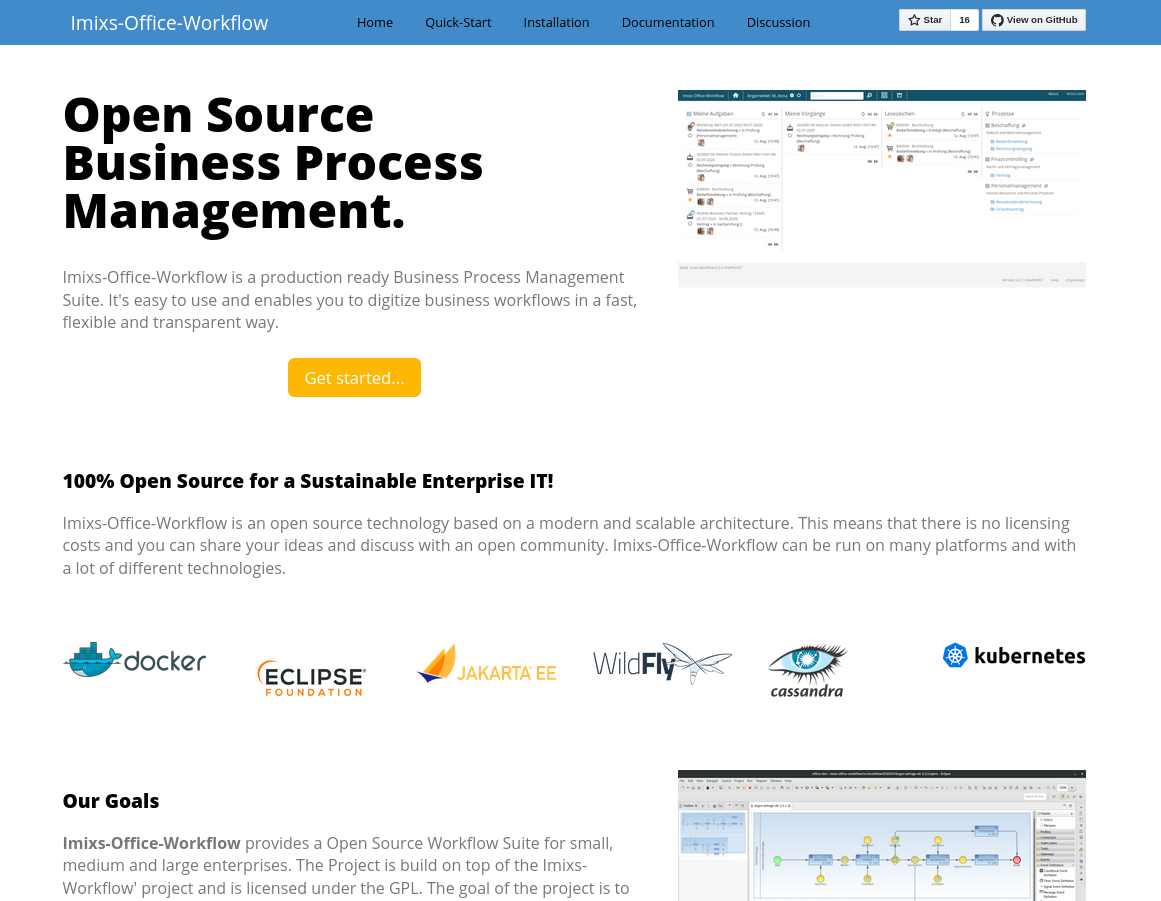 Imixs-Office-Workflow
Home Quick-Start Installation Documentation Discussion
Star 16 View on GitHub
Open Source
Business Process
Management.
Imixs-Office-Workflow is a production ready Business Process Management
Suite. It's easy to use and enables you to digitize business workflows in a fast,
flexible and transparent way.
Get started...
Meine Aufgaben
Meine Vorgänge
Lesezeichen
Prozesse
Beschaffung
Bedarfsmeldung
Rechnungseingang
Finanzcontrolling
Vertrag
Personalmanagement
Reisekostenabrechnung
Urlaubsantrag
100% Open Source for a Sustainable Enterprise IT!
Imixs-Office-Workflow is an open source technology based on a modern and scalable architecture. This means that there is no licensing
costs and you can share your ideas and discuss with an open community. Imixs-Office-Workflow can be run on many platforms and with
a lot of different technologies.
docker
ECLIPSE
FOUNDATION
JAKARTA EE
WildFly
cassandra
kubernetes
Our Goals
Imixs-Office-Workflow provides a Open Source Workflow Suite for small,
medium and large enterprises. The Project is build on top of the Imixs-
Workflow' project and is licensed under the GPL. The goal of the project is to